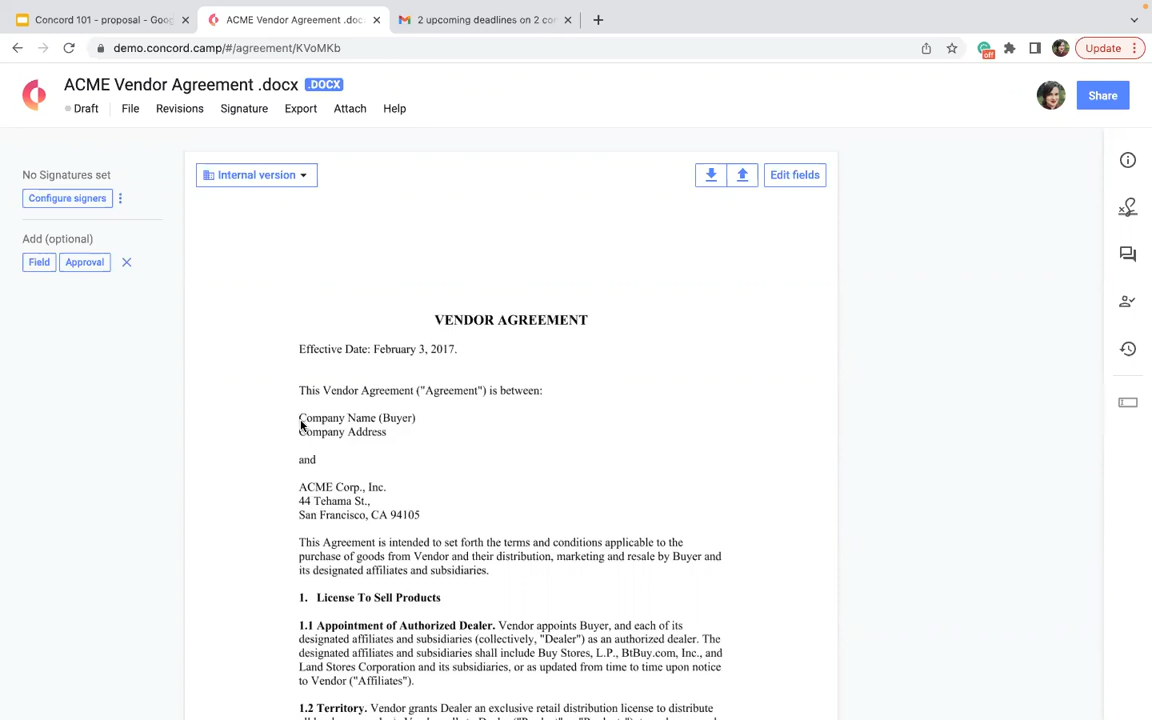 Concord 101 - proposal - Goog
ACME Vendor Agreement .docx
2 upcoming deadlines on 2 con
demo.concord.camp/#/agreement/KVoMKb
off
Update
ACME Vendor Agreement .docx .DOCX
Draft File Revisions Signature Export Attach Help
Share
No Signatures set
Configure signers
Add (optional)
Field Approval
Internal version
Edit fields
VENDOR AGREEMENT
Effective Date: February 3, 2017.
This Vendor Agreement ("Agreement") is between:
Company Name (Buyer)
Company Address
and
ACME Corp., Inc.
44 Tehama St.,
San Francisco, CA 94105
This Agreement is intended to set forth the terms and conditions applicable to the
purchase of goods from Vendor and their distribution, marketing and resale by Buyer and
its designated affiliates and subsidiaries.
1. License To Sell Products
1.1 Appointment of Authorized Dealer. Vendor appoints Buyer, and each of its
designated affiliates and subsidiaries (collectively, "Dealer") as an authorized dealer. The
designated affiliates and subsidiaries shall include Buy Stores, L.P., BtBuy.com, Inc., and
Land Stores Corporation and its subsidiaries, or as updated from time to time upon notice
to Vendor ("Affiliates").
1.2 Territory. Vendor grants Dealer an exclusive retail distribution license to distribute